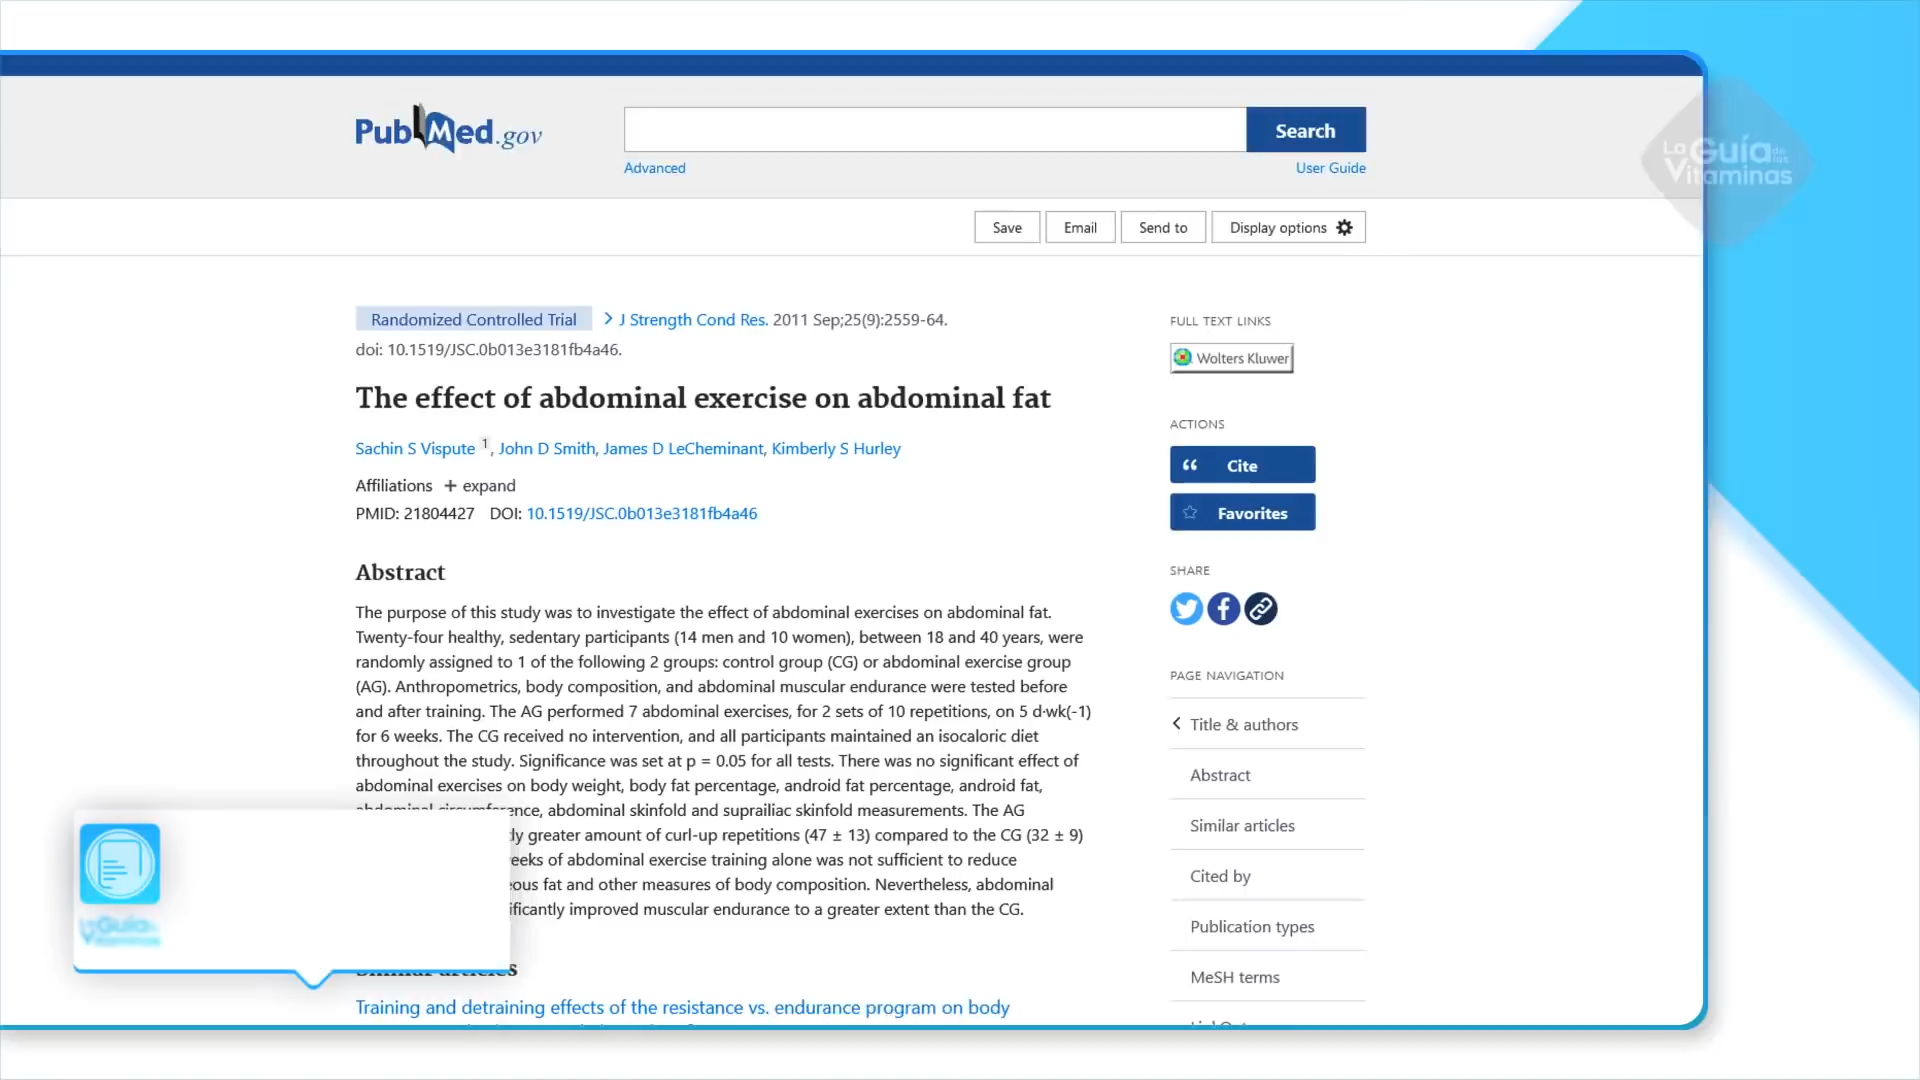 PubMed.gov
Search
Advanced
User Guide
La Guía de las Vitaminas
Save
Email
Send to
Display options
Randomized Controlled Trial
J Strength Cond Res. 2011 Sep;25(9):2559-64.
doi: 10.1519/JSC.0b013e3181fb4a46.
The effect of abdominal exercise on abdominal fat
Sachin S Vispute 1, John D Smith, James D LeCheminant, Kimberly S Hurley
Affiliations + expand
PMID: 21804427 DOI: 10.1519/JSC.0b013e3181fb4a46
Abstract
The purpose of this study was to investigate the effect of abdominal exercises on abdominal fat.
Twenty-four healthy, sedentary participants (14 men and 10 women), between 18 and 40 years, were
randomly assigned to 1 of the following 2 groups: control group (CG) or abdominal exercise group
(AG). Anthropometrics, body composition, and abdominal muscular endurance were tested before
and after training. The AG performed 7 abdominal exercises, for 2 sets of 10 repetitions, on 5 d·wk(-1)
for 6 weeks. The CG received no intervention, and all participants maintained an isocaloric diet
throughout the study. Significance was set at p = 0.05 for all tests. There was no significant effect of
abdominal exercises on body weight, body fat percentage, android fat percentage, android fat,
abdominal circumference, abdominal skinfold and suprailiac skinfold measurements. The AG
greater amount of curl-up repetitions (47 ± 13) compared to the CG (32 ± 9)
of abdominal exercise training alone was not sufficient to reduce
fat and other measures of body composition. Nevertheless, abdominal
improved muscular endurance to a greater extent than the CG.
Similar articles
Training and detraining effects of the resistance vs. endurance program on body
FULL TEXT LINKS
Wolters Kluwer
ACTIONS
Cite
Favorites
SHARE
PAGE NAVIGATION
Title & authors
Abstract
Similar articles
Cited by
Publication types
MeSH terms
La Guía de las Vitaminas